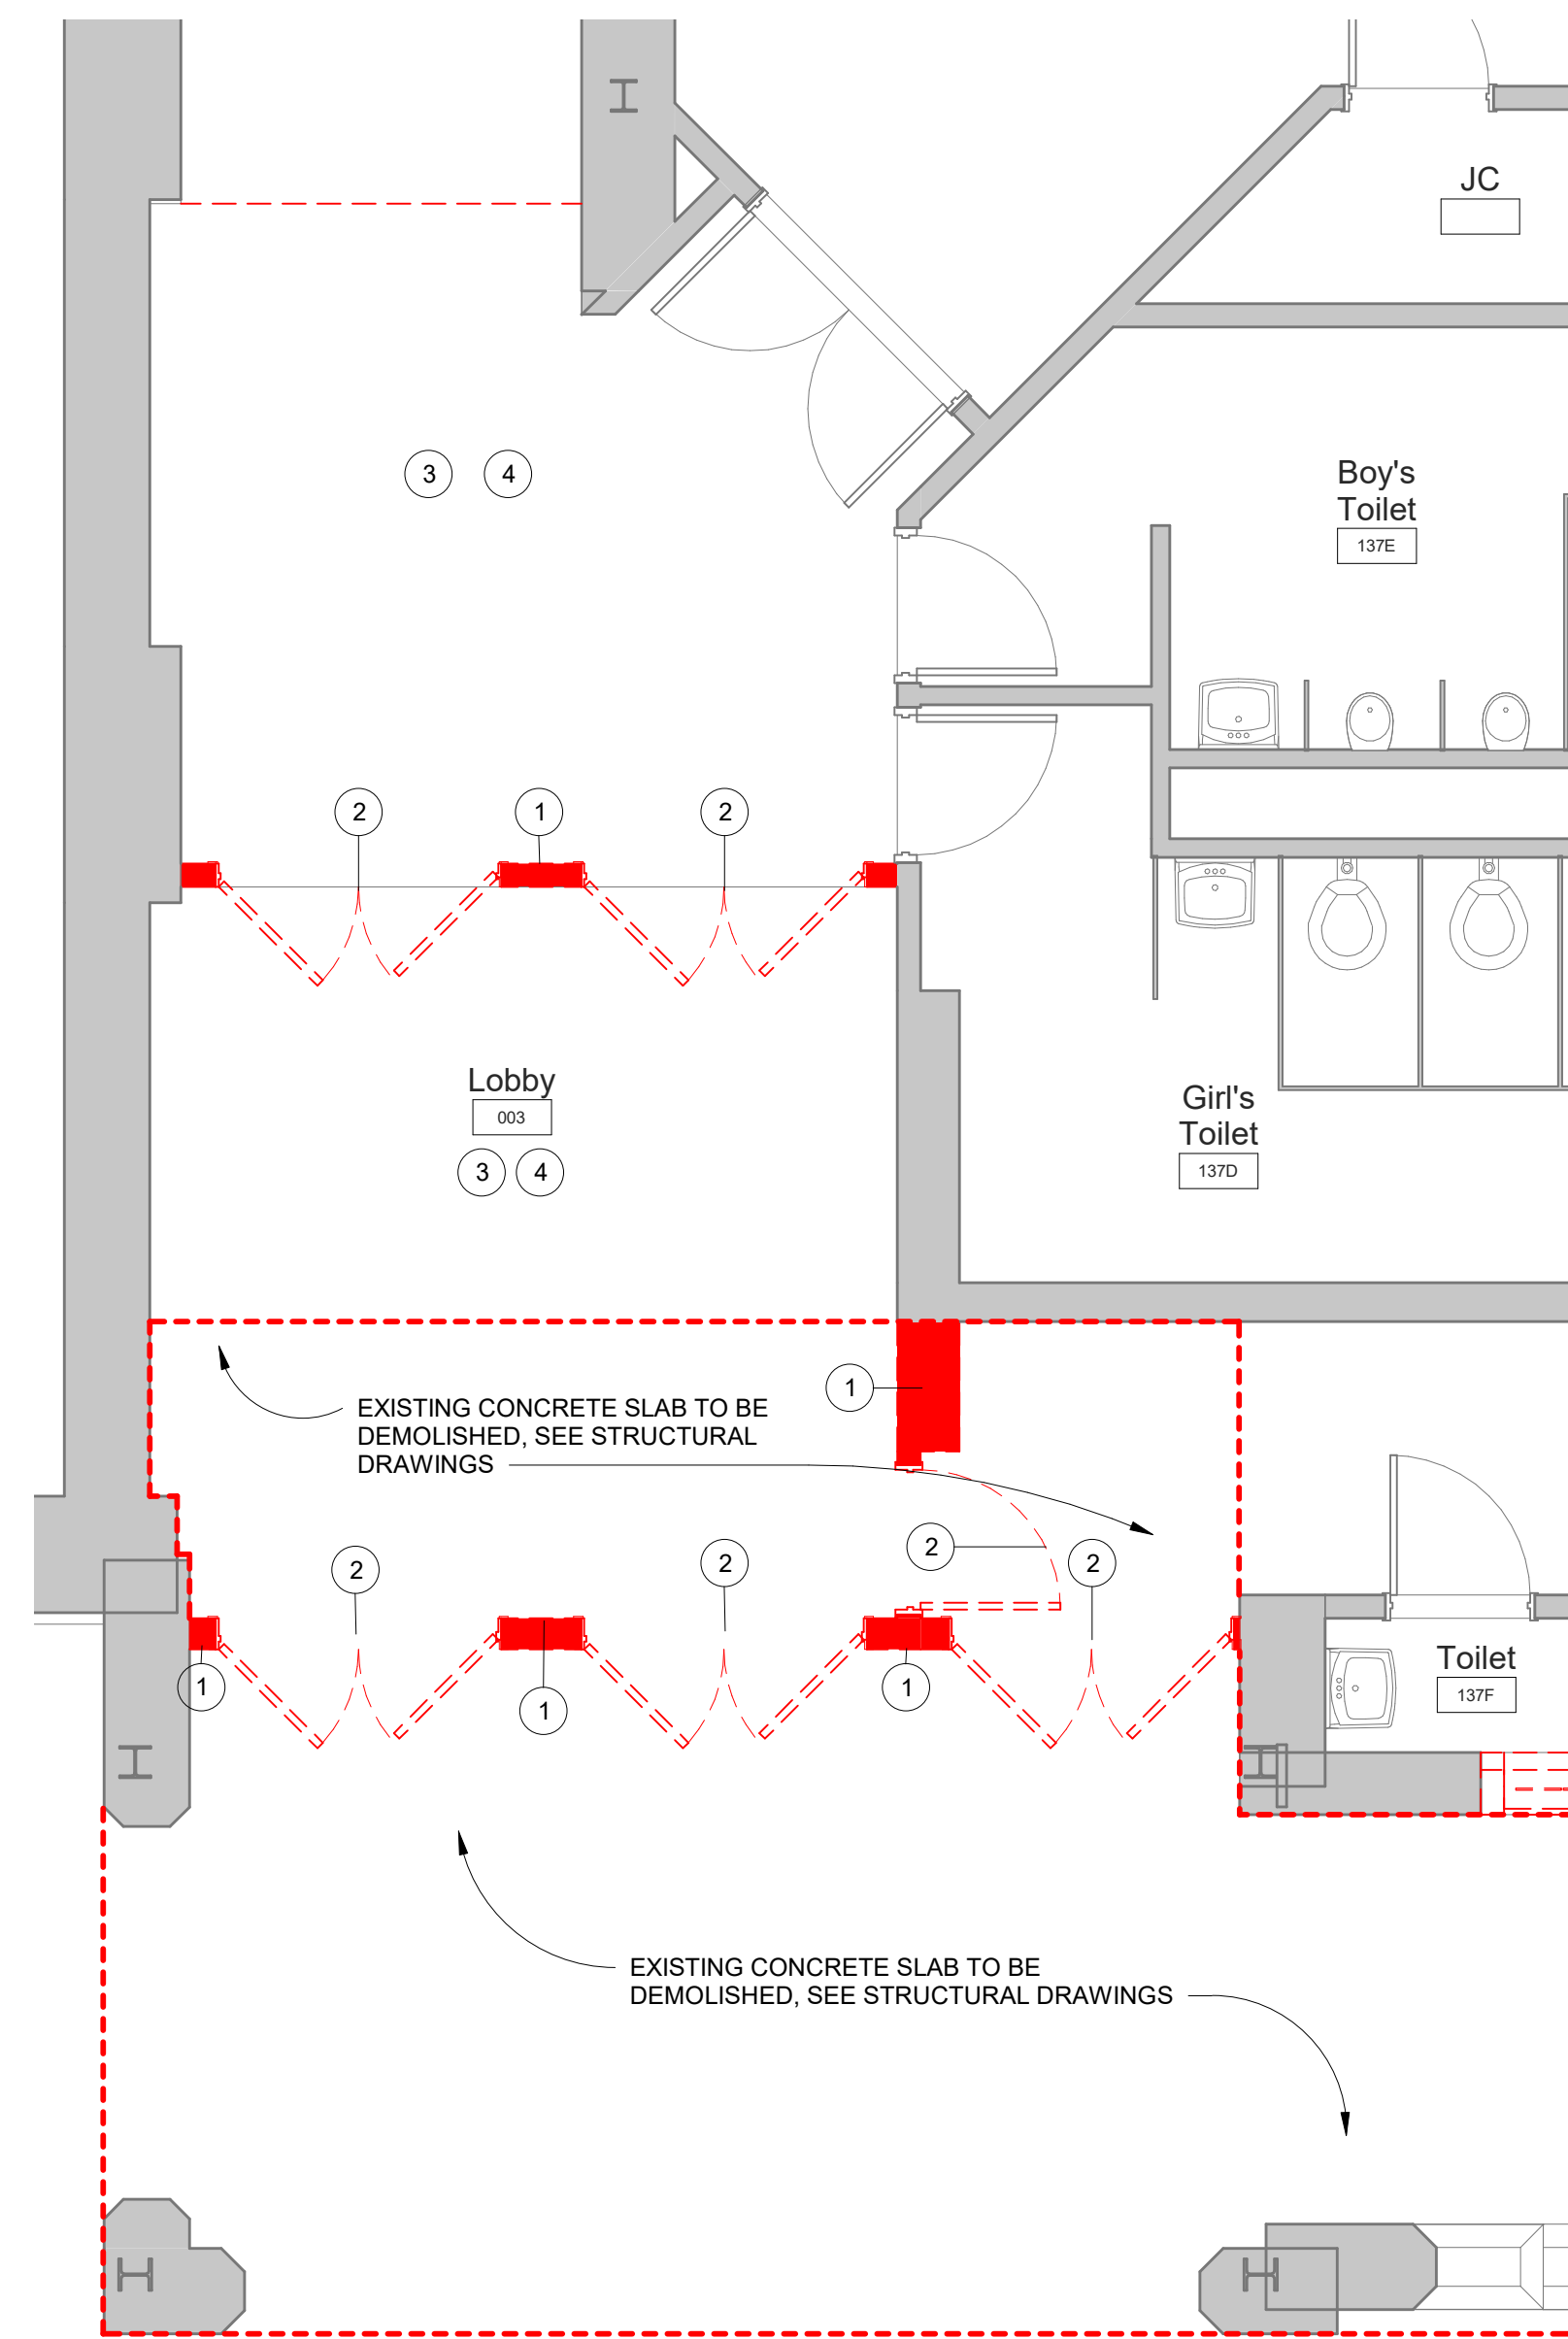 JC
Boy's
Toilet
137E
3
4
2
1
2
Lobby
003
3
4
Girl's
Toilet
137D
1
EXISTING CONCRETE SLAB TO BE
DEMOLISHED, SEE STRUCTURAL
DRAWINGS
2
2
2
2
1
1
1
Toilet
137F
EXISTING CONCRETE SLAB TO BE
DEMOLISHED, SEE STRUCTURAL DRAWINGS